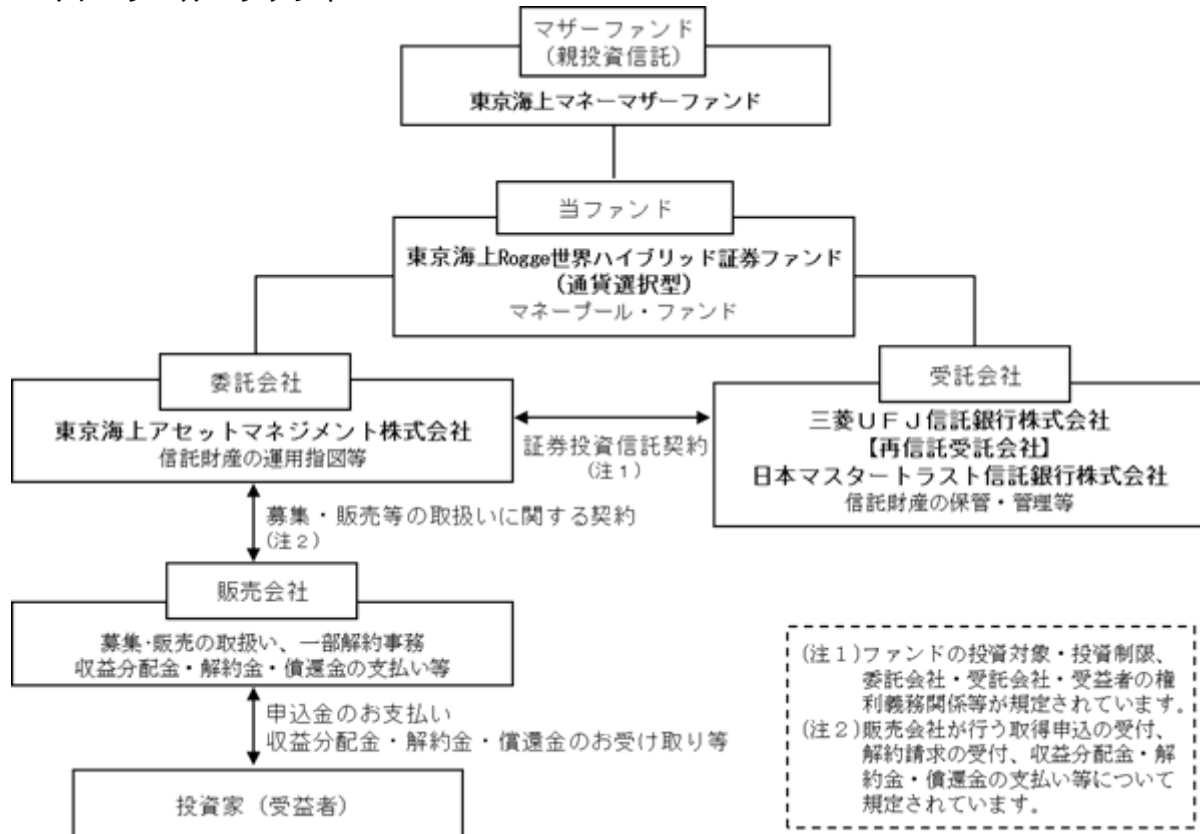 マザーファンド
（親投資信託）
東京海上マネーマザーファンド
当ファンド
東京海上Rogge世界ハイブリッド証券ファンド
（通貨選択型）
マネープール・ファンド
委託会社
東京海上アセットマネジメント株式会社
信託財産の運用指図等
証券投資信託契約
(注１)
受託会社
三菱ＵＦＪ信託銀行株式会社
【再信託受託会社】
日本マスタートラスト信託銀行株式会社
信託財産の保管・管理等
募集・販売等の取扱いに関する契約
(注２)
販売会社
募集・販売の取扱い、一部解約事務
収益分配金・解約金・償還金の支払い等
申込金のお支払い
収益分配金・解約金・償還金のお受け取り等
投資家（受益者）
(注１)ファンドの投資対象・投資制限、
委託会社・受託会社・受益者の権
利義務関係等が規定されています。
(注２)販売会社が行う取得申込の受付、
解約請求の受付、収益分配金・解
約金・償還金の支払い等について
規定されています。